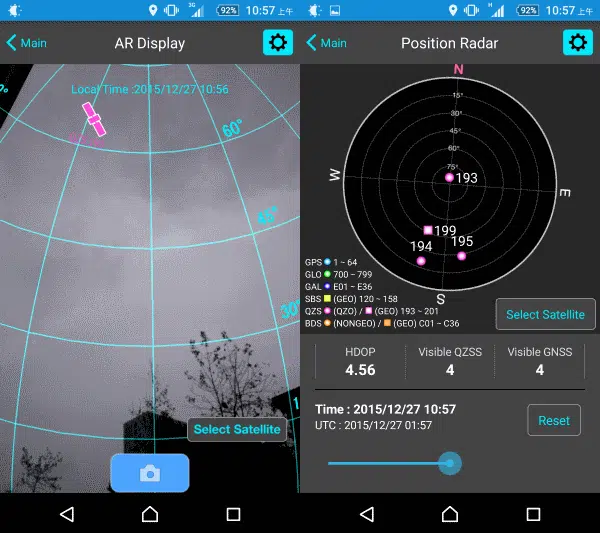 3G
92%
10:57 上午
Main
AR Display
Local Time :2015/12/27 10:56
60°
45°
30°
Select Satellite
H
92%
10:57 上午
Main
Position Radar
N
15°
30°
45°
60°
75°
193
W
E
199
194
195
S
GPS 1 ~ 64
GLO 700 ~ 799
GAL E01 ~ E36
SBS (GEO) 120 ~ 158
QZS (QZO) / (GEO) 193 ~ 201
BDS (NONGEO) / (GEO) C01 ~ C36
Select Satellite
HDOP
Visible QZSS
Visible GNSS
4.56
4
4
Time : 2015/12/27 10:57
UTC : 2015/12/27 01:57
Reset